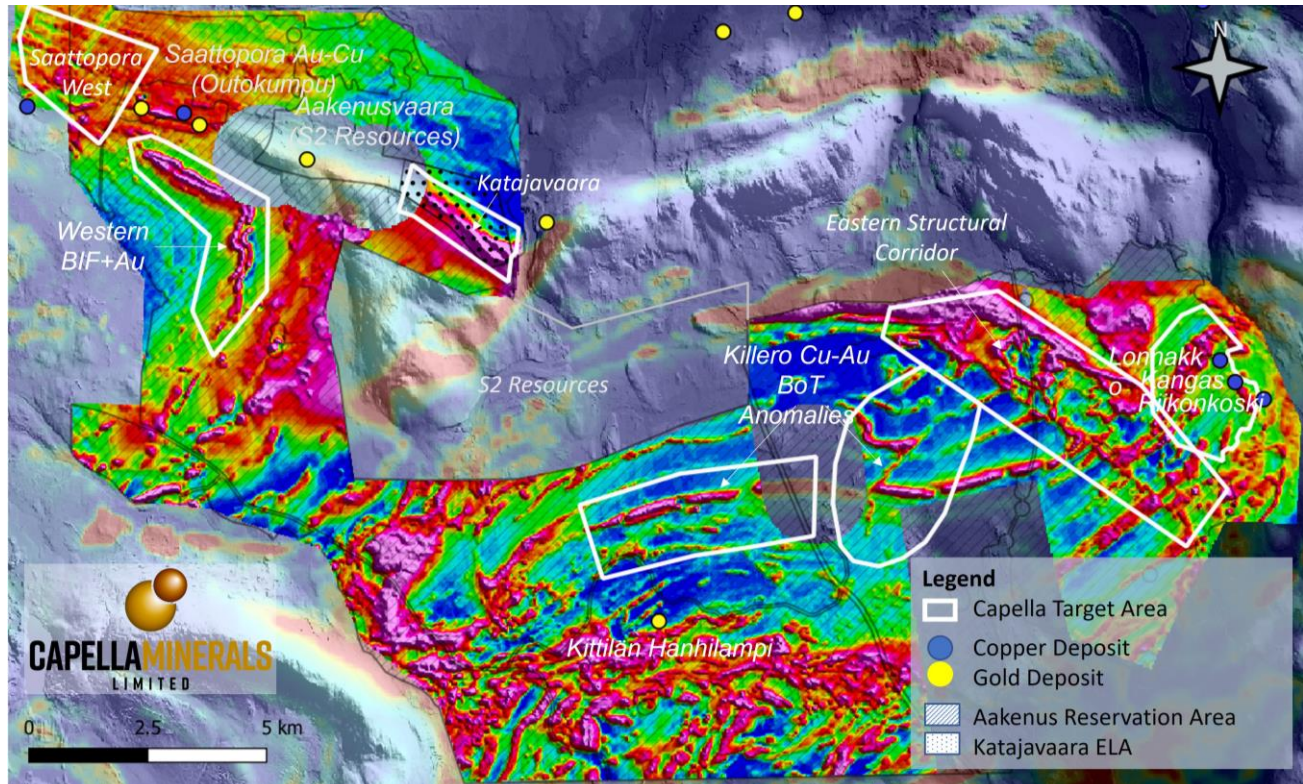 N
Saattopora
West
Saattopora Au-Cu
(Outokumpu)
Aakenusvaara
(S2 Resources)
Katajavaara
Western
BIF+Au
Eastern Structural
Corridor
Killero Cu-Au
BoT
Anomalies
S2 Resources
Lonnakk
o
Kangas
Riikonkoski
Kittilän Hanhilampi
CAPELLAMINERALS
LIMITED
0 2.5 5 km
Legend
Capella Target Area
Copper Deposit
Gold Deposit
Aakenus Reservation Area
Katajavaara ELA